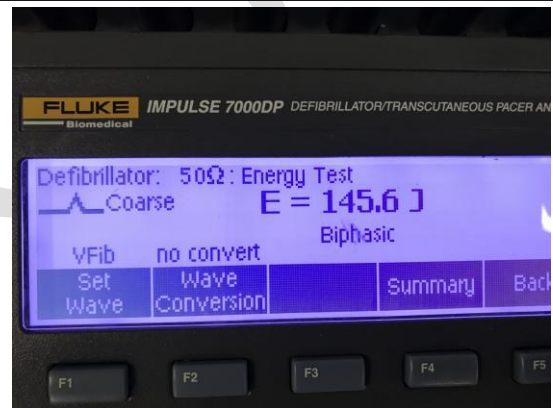 FLUKE IMPULSE 7000DP DEFIBRILLATOR/TRANSCUTANEOUS PACER AN
Biomedical
Defibrillator: 50Ω: Energy Test
Coarse E = 145.6 J
Biphasic
VFib no convert
Set Wave Summary Back
Wave Conversion
F1 F2 F3 F4 F5